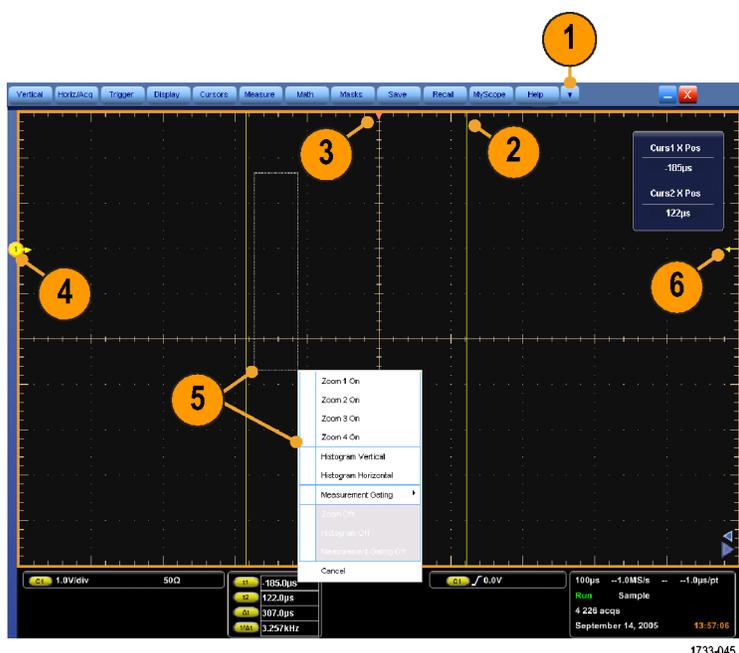 1
Vertical Horiz/Acq Trigger Display Cursors Measure Math Masks Save Recall MyScope Help
X
3
2
Curs1 X Pos
-185µs
Curs2 X Pos
122µs
1
4
6
5
Zoom 1 On
Zoom 2 On
Zoom 3 On
Zoom 4 On
Histogram Vertical
Histogram Horizontal
Measurement Gating
Zoom Off
Histogram Off
Measurement Gating Off
Cancel
C1 1.0V/div 50Ω
t1 -185.0µs
t2 122.0µs
Δt 307.0µs
1/Δt 3.257kHz
C1 0.0V
100µs --1.0MS/s -- --1.0µs/pt
Run Sample
4 226 acqs
September 14, 2005 13:57:06
1733-045